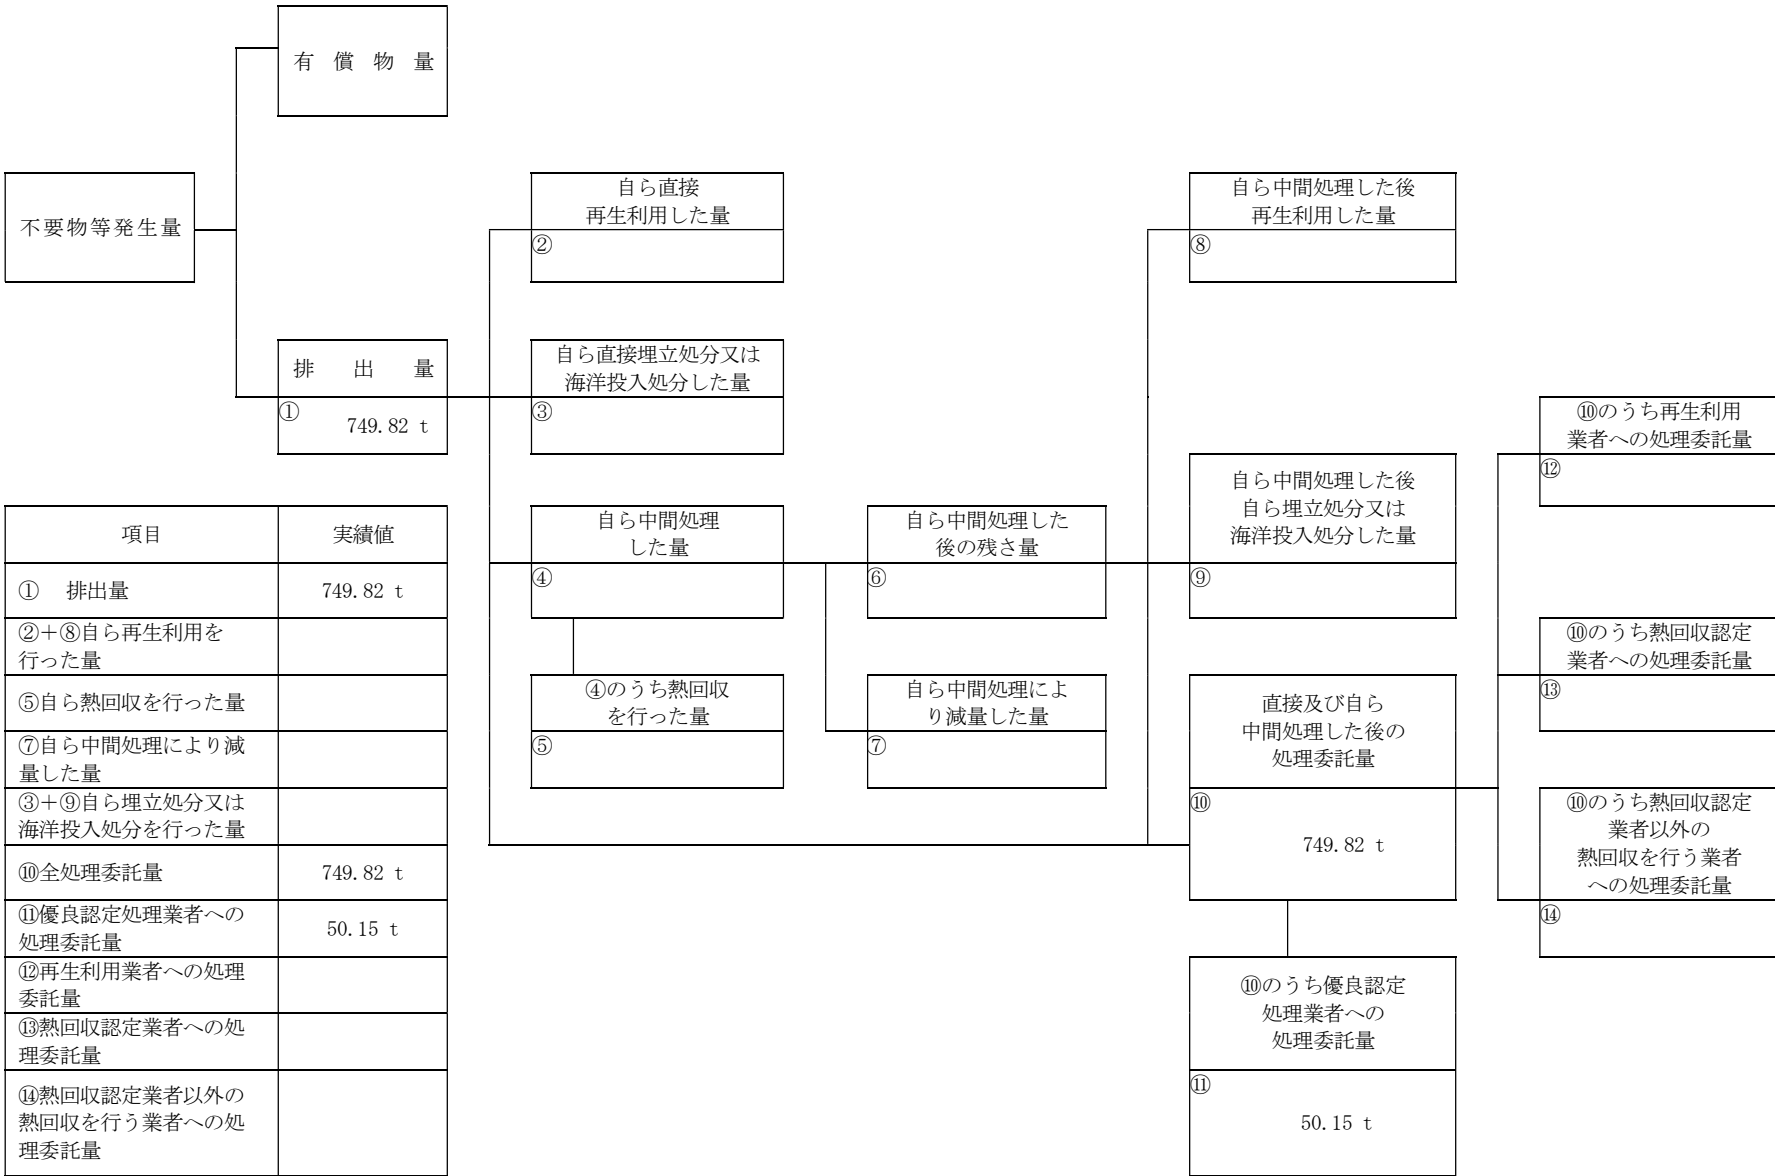 有償物量
不要物等発生量
自ら直接
再生利用した量
②
自ら中間処理した後
再生利用した量
⑧
排出量
①
749.82 t
自ら直接埋立処分又は
海洋投入処分した量
③
⑩のうち再生利用
業者への処理委託量
⑫
自ら中間処理
した量
④
自ら中間処理した
後の残さ量
⑥
自ら中間処理した後
自ら埋立処分又は
海洋投入処分した量
⑨
⑩のうち熱回収認定
業者への処理委託量
⑬
④のうち熱回収
を行った量
⑤
自ら中間処理によ
り減量した量
⑦
直接及び自ら
中間処理した後の
処理委託量
⑩
749.82 t
⑩のうち熱回収認定
業者以外の
熱回収を行う業者
への処理委託量
⑭
⑩のうち優良認定
処理業者への
処理委託量
⑪
50.15 t
項目 実績値
① 排出量 749.82 t
②＋⑧自ら再生利用を
行った量
⑤自ら熱回収を行った量
⑦自ら中間処理により減
量した量
③＋⑨自ら埋立処分又は
海洋投入処分を行った量
⑩全処理委託量 749.82 t
⑪優良認定処理業者への
処理委託量 50.15 t
⑫再生利用業者への処理
委託量
⑬熱回収認定業者への処
理委託量
⑭熱回収認定業者以外の
熱回収を行う業者への処
理委託量